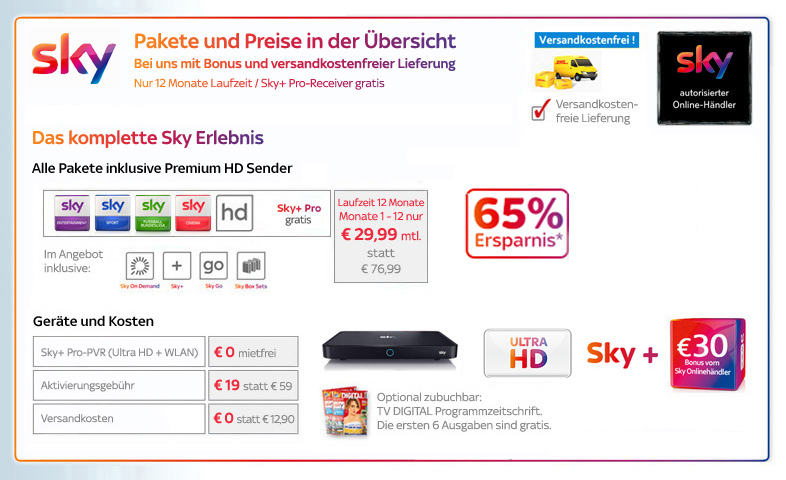 sky
Pakete und Preise in der Übersicht
Bei uns mit Bonus und versandkostenfreier Lieferung
Nur 12 Monate Laufzeit / Sky+ Pro-Receiver gratis
Versandkostenfrei !
Versandkosten-
freie Lieferung
sky
autorisierter
Online-Händler
Das komplette Sky Erlebnis
Alle Pakete inklusive Premium HD Sender
sky
ENTERTAINMENT
sky
SPORT
sky
FUSSBALL BUNDESLIGA
sky
CINEMA
hd
Sky+ Pro
gratis
Laufzeit 12 Monate
Monate 1 - 12 nur
€ 29,99 mtl.
statt
€ 76,99
65%
Ersparnis*
Im Angebot
inklusive:
+
go
Sky On Demand
Sky+
Sky Go
Sky Box Sets
Geräte und Kosten
Sky+ Pro-PVR (Ultra HD + WLAN)
€ 0 mietfrei
Aktivierungsgebühr
€ 19 statt € 59
Versandkosten
€ 0 statt € 12,90
sky
ULTRA
HD
Sky +
€30
Bonus vom
Sky Onlinehändler
DIGITAL
Optional zubuchbar:
TV DIGITAL Programmzeitschrift.
Die ersten 6 Ausgaben sind gratis.